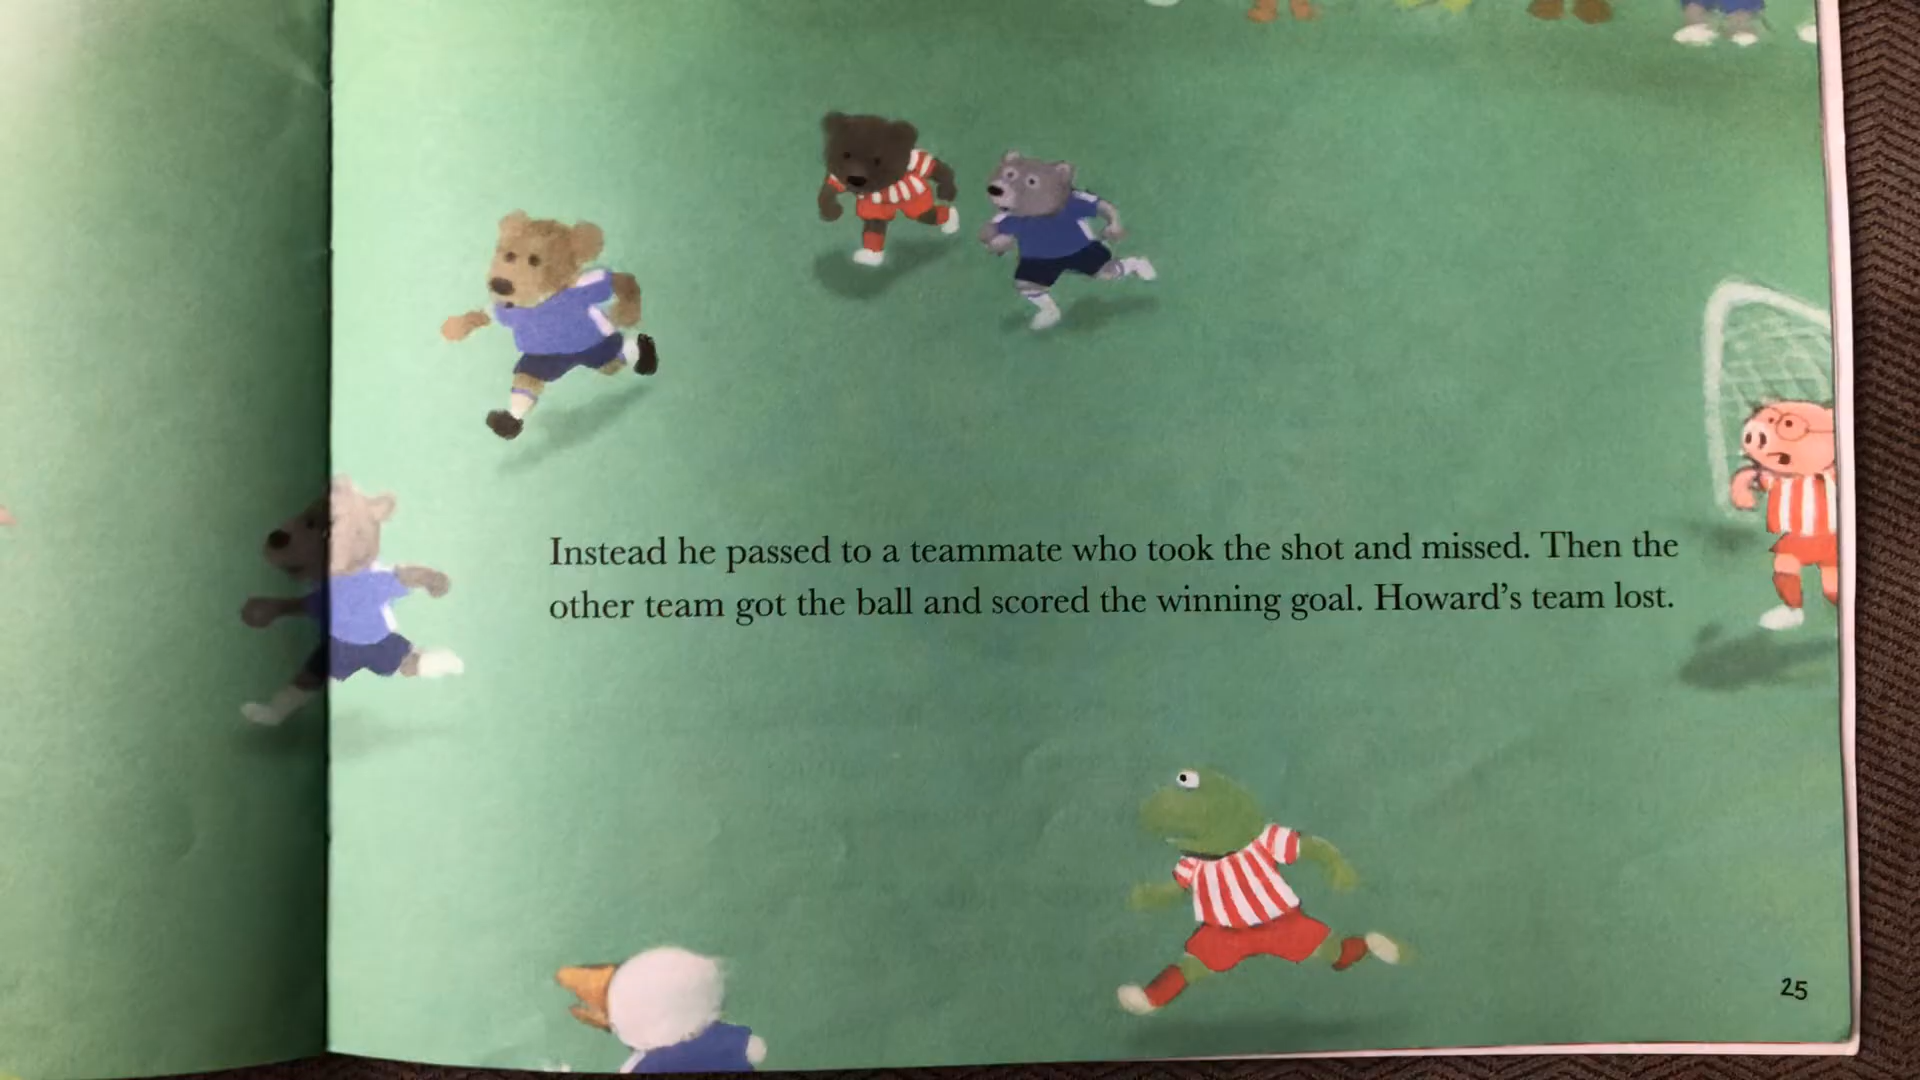 Instead he passed to a teammate who took the shot and missed. Then the
other team got the ball and scored the winning goal. Howard’s team lost.
25